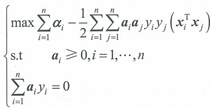 max ∑_{i=1}^{n} α_i − 1/2 ∑_{i=1}^{n} ∑_{j=1}^{n} a_i a_j y_i y_j (x_i^T x_j)
s.t a_i ≥ 0, i = 1, ⋯, n
∑_{i=1}^{n} a_i y_i = 0